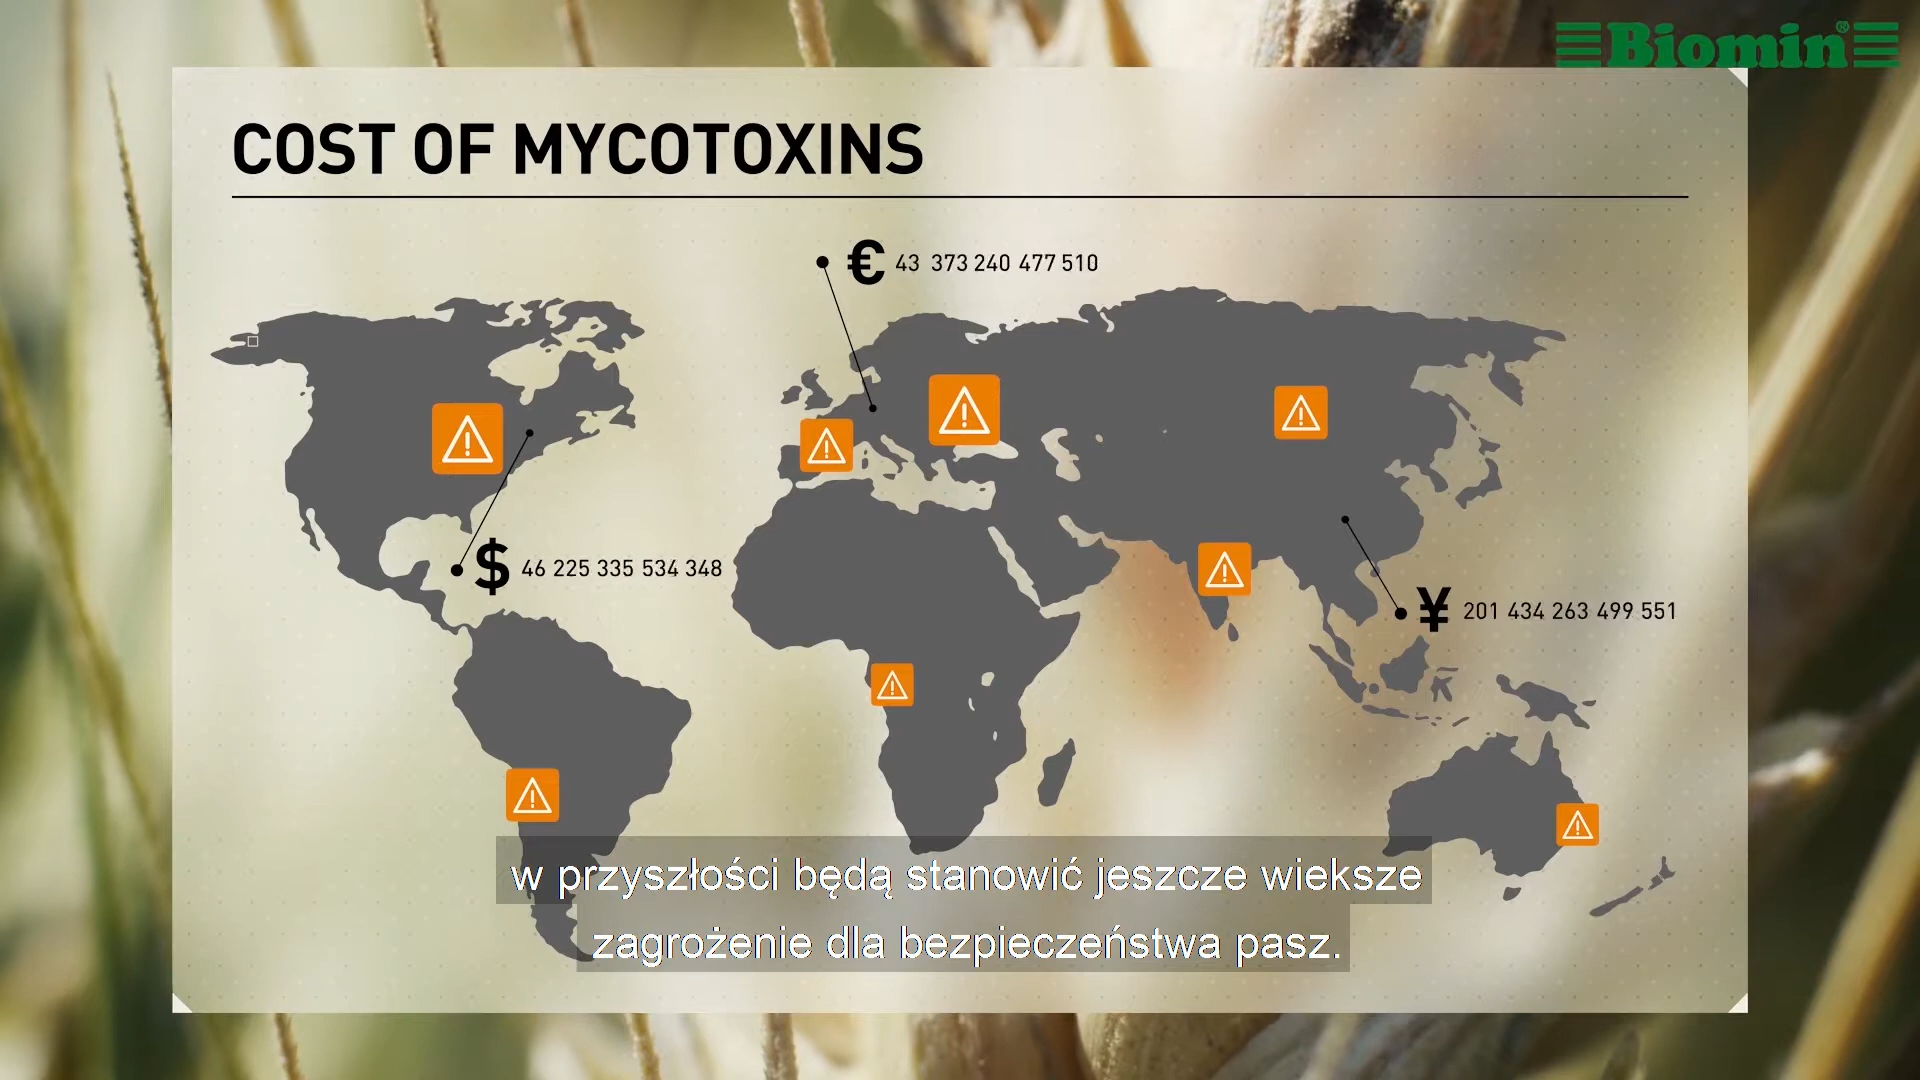 Biomin®
COST OF MYCOTOXINS
€ 43 373 240 477 510
$ 46 225 335 534 348
¥ 201 434 263 499 551
w przyszłości będą stanowić jeszcze wieksze
zagrożenie dla bezpieczeństwa pasz.